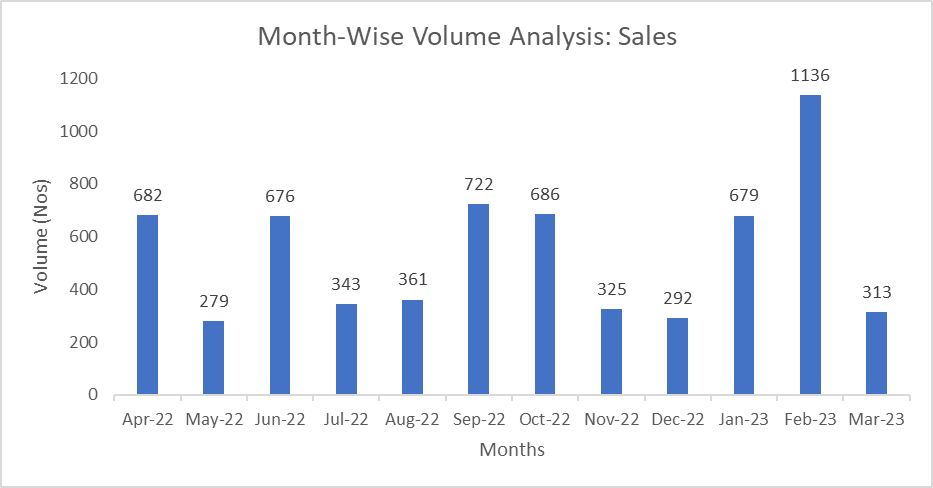 Month-Wise Volume Analysis: Sales
1200
1000
800
600
400
200
0
Volume (Nos)
682
279
676
343
361
722
686
325
292
679
1136
313
Apr-22
May-22
Jun-22
Jul-22
Aug-22
Sep-22
Oct-22
Nov-22
Dec-22
Jan-23
Feb-23
Mar-23
Months